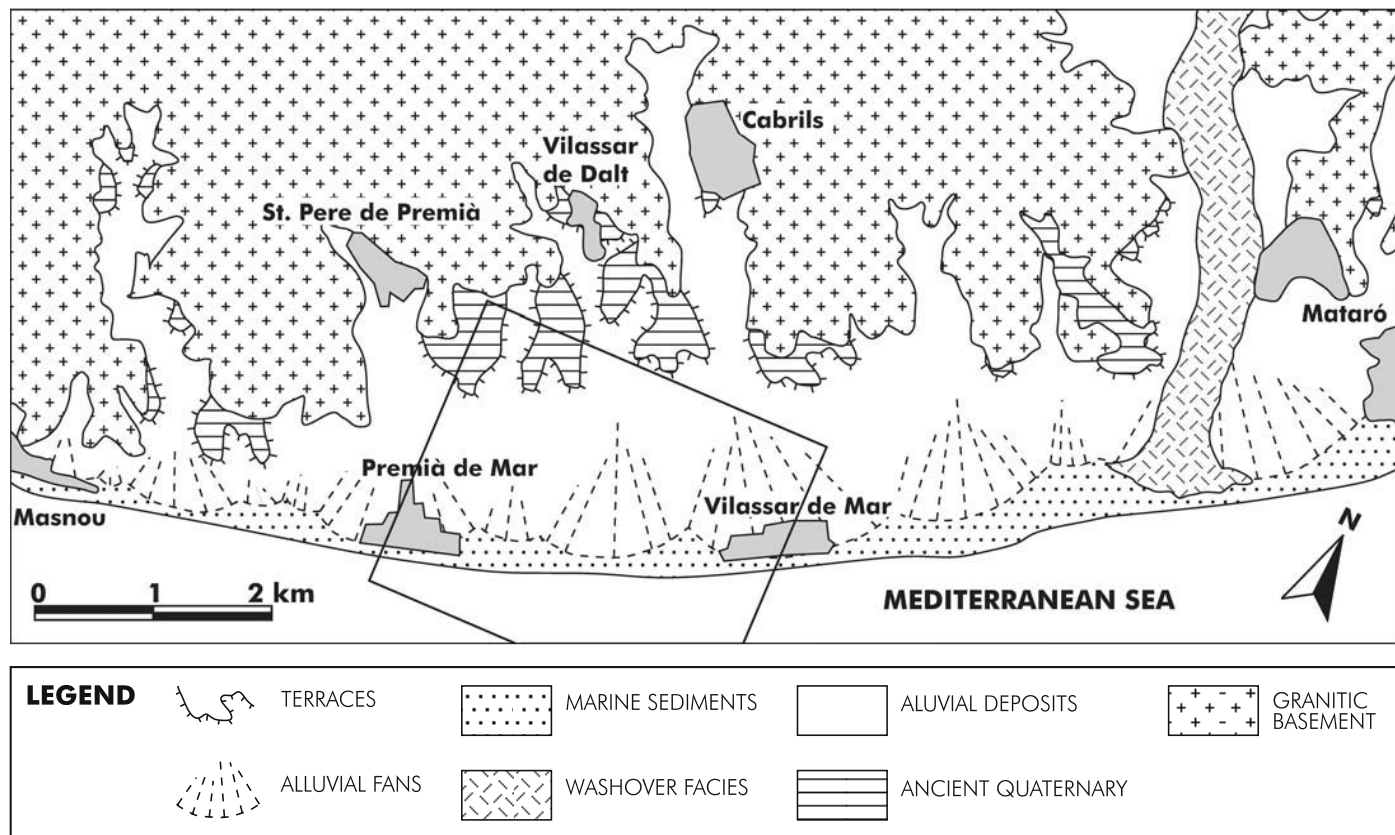 Cabrils
Vilassar
de Dalt
St. Pere de Premià
Mataró
Premià de Mar
Vilassar de Mar
Masnou
N
0 1 2 km
MEDITERRANEAN SEA
LEGEND
TERRACES
MARINE SEDIMENTS
ALUVIAL DEPOSITS
GRANITIC
BASEMENT
ALLUVIAL FANS
WASHOVER FACIES
ANCIENT QUATERNARY